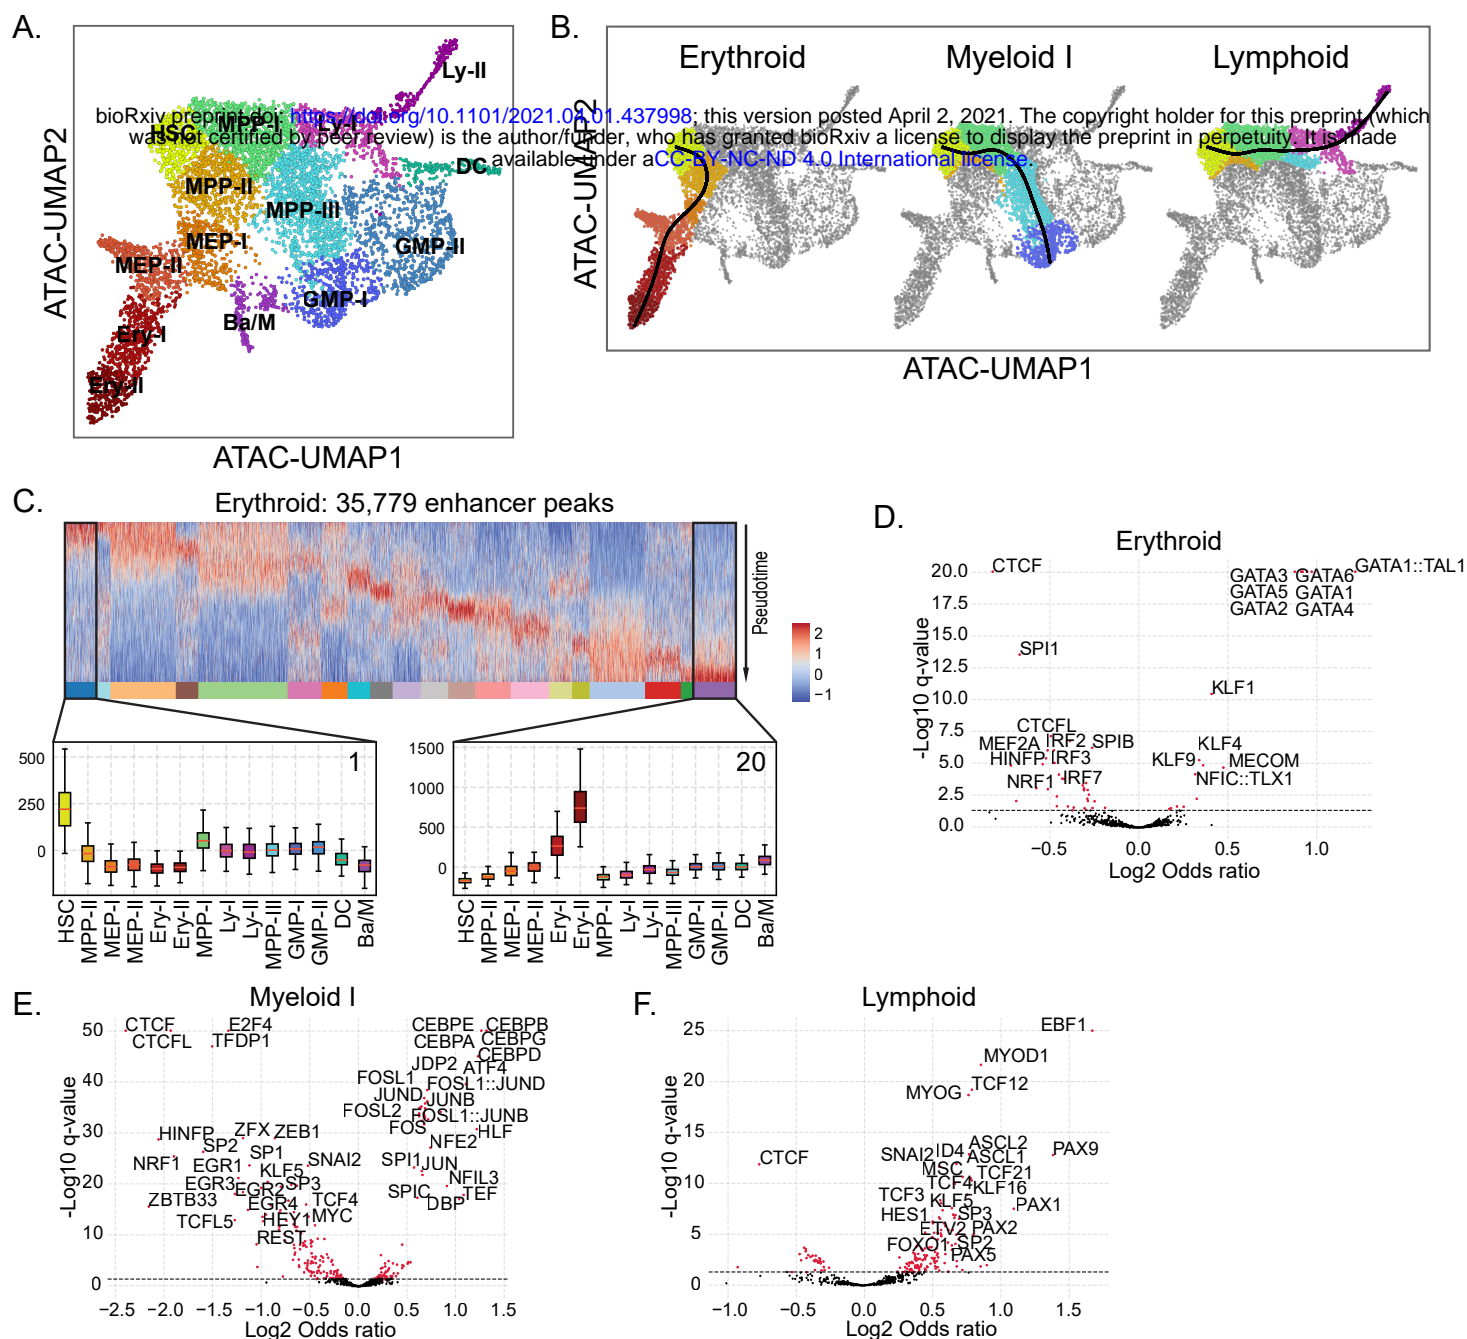 A.
ATAC-UMAP2
Ly-II
HSC
MPP-I
Ly-I
DC
MPP-II
MPP-III
MEP-I
GMP-II
MEP-II
GMP-I
Ba/M
Ery-I
Ery-II
ATAC-UMAP1
B.
Erythroid
Myeloid I
Lymphoid
ATAC-UMAP2
ATAC-UMAP1
bioRxiv preprint doi: https://doi.org/10.1101/2021.04.01.437998; this version posted April 2, 2021. The copyright holder for this preprint (which
was not certified by peer review) is the author/funder, who has granted bioRxiv a license to display the preprint in perpetuity. It is made
available under aCC-BY-NC-ND 4.0 International license.
C.
Erythroid: 35,779 enhancer peaks
Pseudotime
2
1
0
−1
500
250
0
1
HSC
MPP-II
MEP-I
MEP-II
Ery-I
Ery-II
MPP-I
Ly-I
Ly-II
MPP-III
GMP-I
GMP-II
DC
Ba/M
1500
1000
500
0
20
HSC
MPP-II
MEP-I
MEP-II
Ery-I
Ery-II
MPP-I
Ly-I
Ly-II
MPP-III
GMP-I
GMP-II
DC
Ba/M
D.
Erythroid
-Log10 q-value
20.0
17.5
15.0
12.5
10.0
7.5
5.0
2.5
0.0
CTCF
GATA1::TAL1
GATA3
GATA6
GATA5
GATA1
GATA2
GATA4
SPI1
KLF1
CTCFL
MEF2A
IRF2
SPIB
KLF4
HINFP
IRF3
KLF9
MECOM
NRF1
IRF7
NFIC::TLX1
−0.5
0.0
0.5
1.0
Log2 Odds ratio
E.
Myeloid I
-Log10 q-value
50
40
30
20
10
0
CTCF
E2F4
CEBPE
CEBPB
CTCFL
TFDP1
CEBPA
CEBPG
CEBPD
JDP2
ATF4
FOSL1
FOSL1::JUND
JUND
JUNB
FOSL2
FOSL1::JUNB
FOS
HLF
HINFP
ZFX
ZEB1
NFE2
SP2
SP1
NRF1
EGR1
KLF5
SNAI2
SPI1
JUN
EGR3
EGR2
SP3
NFIL3
ZBTB33
EGR4
TCF4
SPIC
DBP
TEF
TCFL5
HEY1
MYC
REST
−2.5
−2.0
−1.5
−1.0
−0.5
0.0
0.5
1.0
1.5
Log2 Odds ratio
F.
Lymphoid
-Log10 q-value
25
20
15
10
5
0
EBF1
MYOD1
TCF12
MYOG
CTCF
SNAI2
ID4
ASCL2
ASCL1
PAX9
MSC
TCF21
TCF4
KLF16
TCF3
KLF5
PAX1
HES1
SP3
ETV2
PAX2
FOXO1
SP2
PAX5
−1.0
−0.5
0.0
0.5
1.0
1.5
Log2 Odds ratio